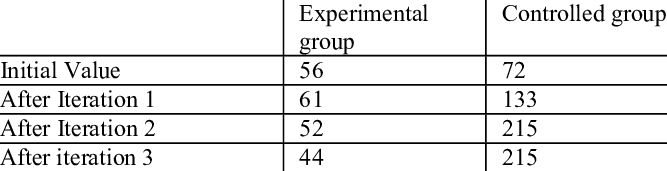 Experimental group Controlled group
Initial Value 56 72
After Iteration 1 61 133
After Iteration 2 52 215
After iteration 3 44 215